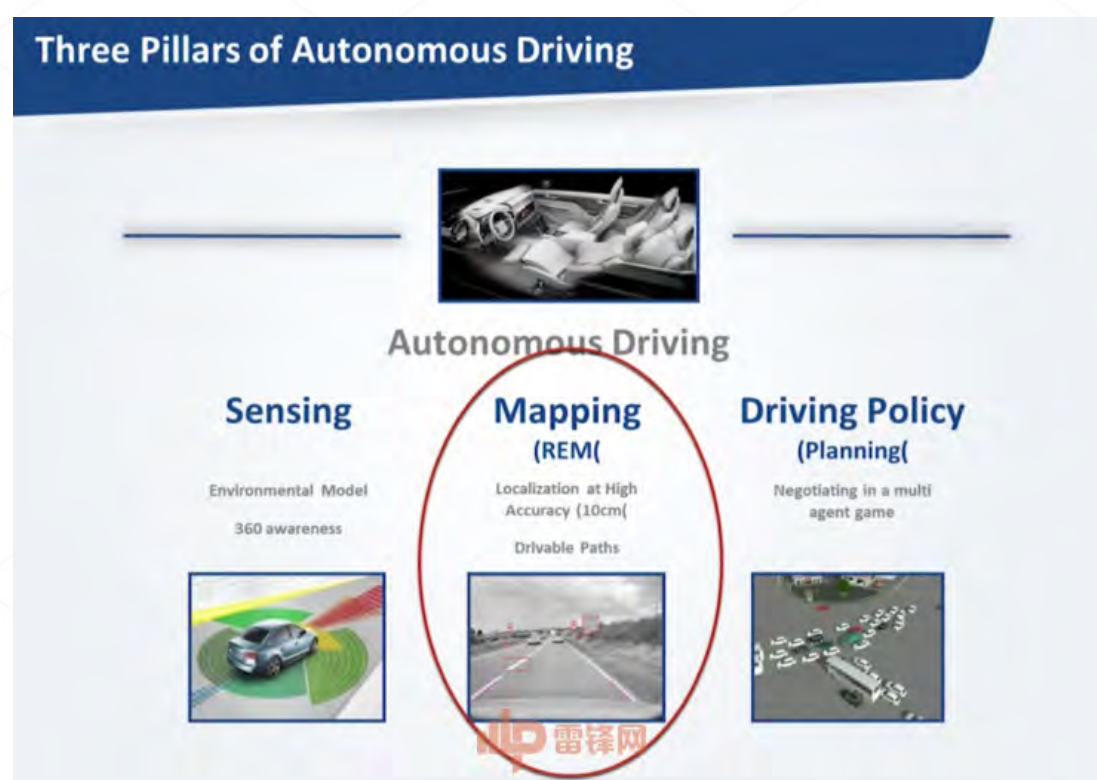 Three Pillars of Autonomous Driving
Autonomous Driving
Sensing
Environmental Model
360 awareness
Mapping
(REM(
Localization at High
Accuracy (10cm(
Drivable Paths
Driving Policy
(Planning(
Negotiating in a multi
agent game
雷锋网